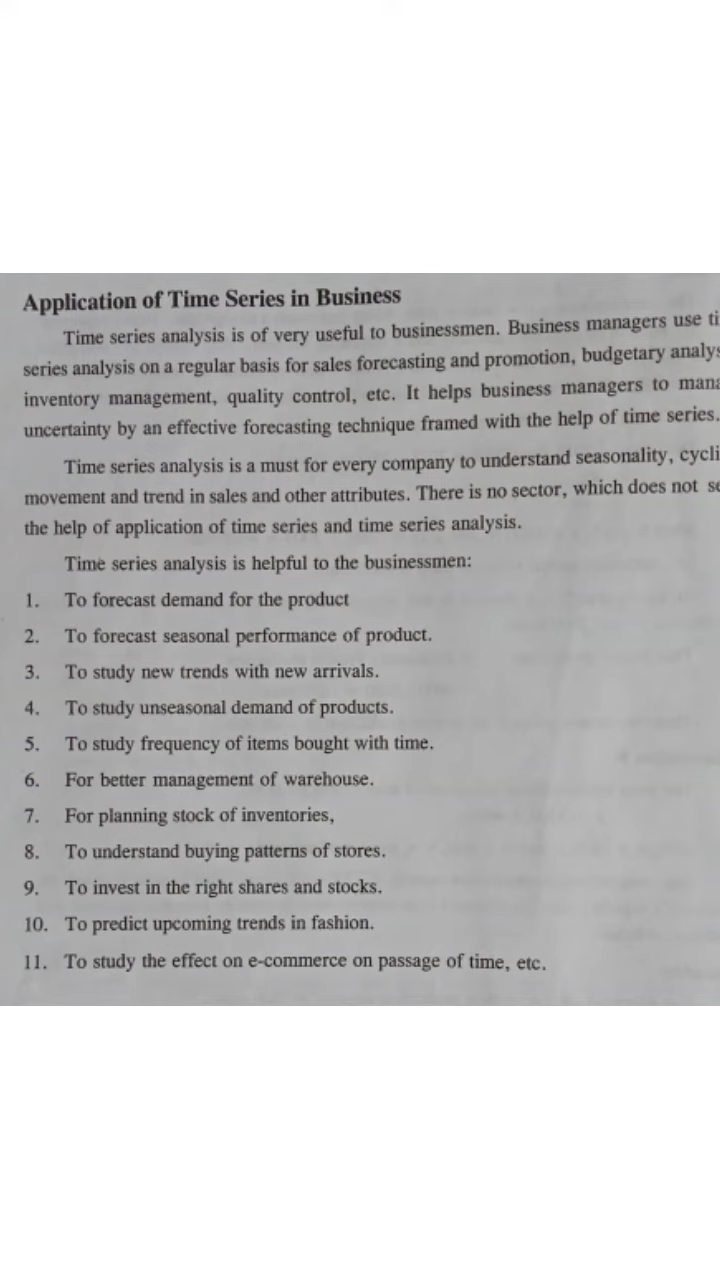 Application of Time Series in Business
Time series analysis is of very useful to businessmen. Business managers use
series analysis on a regular basis for sales forecasting and promotion, budgetary
inventory management, quality control, etc. It helps business managers to
uncertainty by an effective forecasting technique framed with the help of time series.
Time series analysis is a must for every company to understand seasonality,
movement and trend in sales and other attributes. There is no sector, which does not
the help of application of time series and time series analysis.
Time series analysis is helpful to the businessmen:
1. To forecast demand for the product
2. To forecast seasonal performance of product.
3. To study new trends with new arrivals.
4. To study unseasonal demand of products.
5. To study frequency of items bought with time.
6. For better management of warehouse.
7. For planning stock of inventories,
8. To understand buying patterns of stores.
9. To invest in the right shares and stocks.
10. To predict upcoming trends in fashion.
11. To study the effect on e-commerce on passage of time, etc.